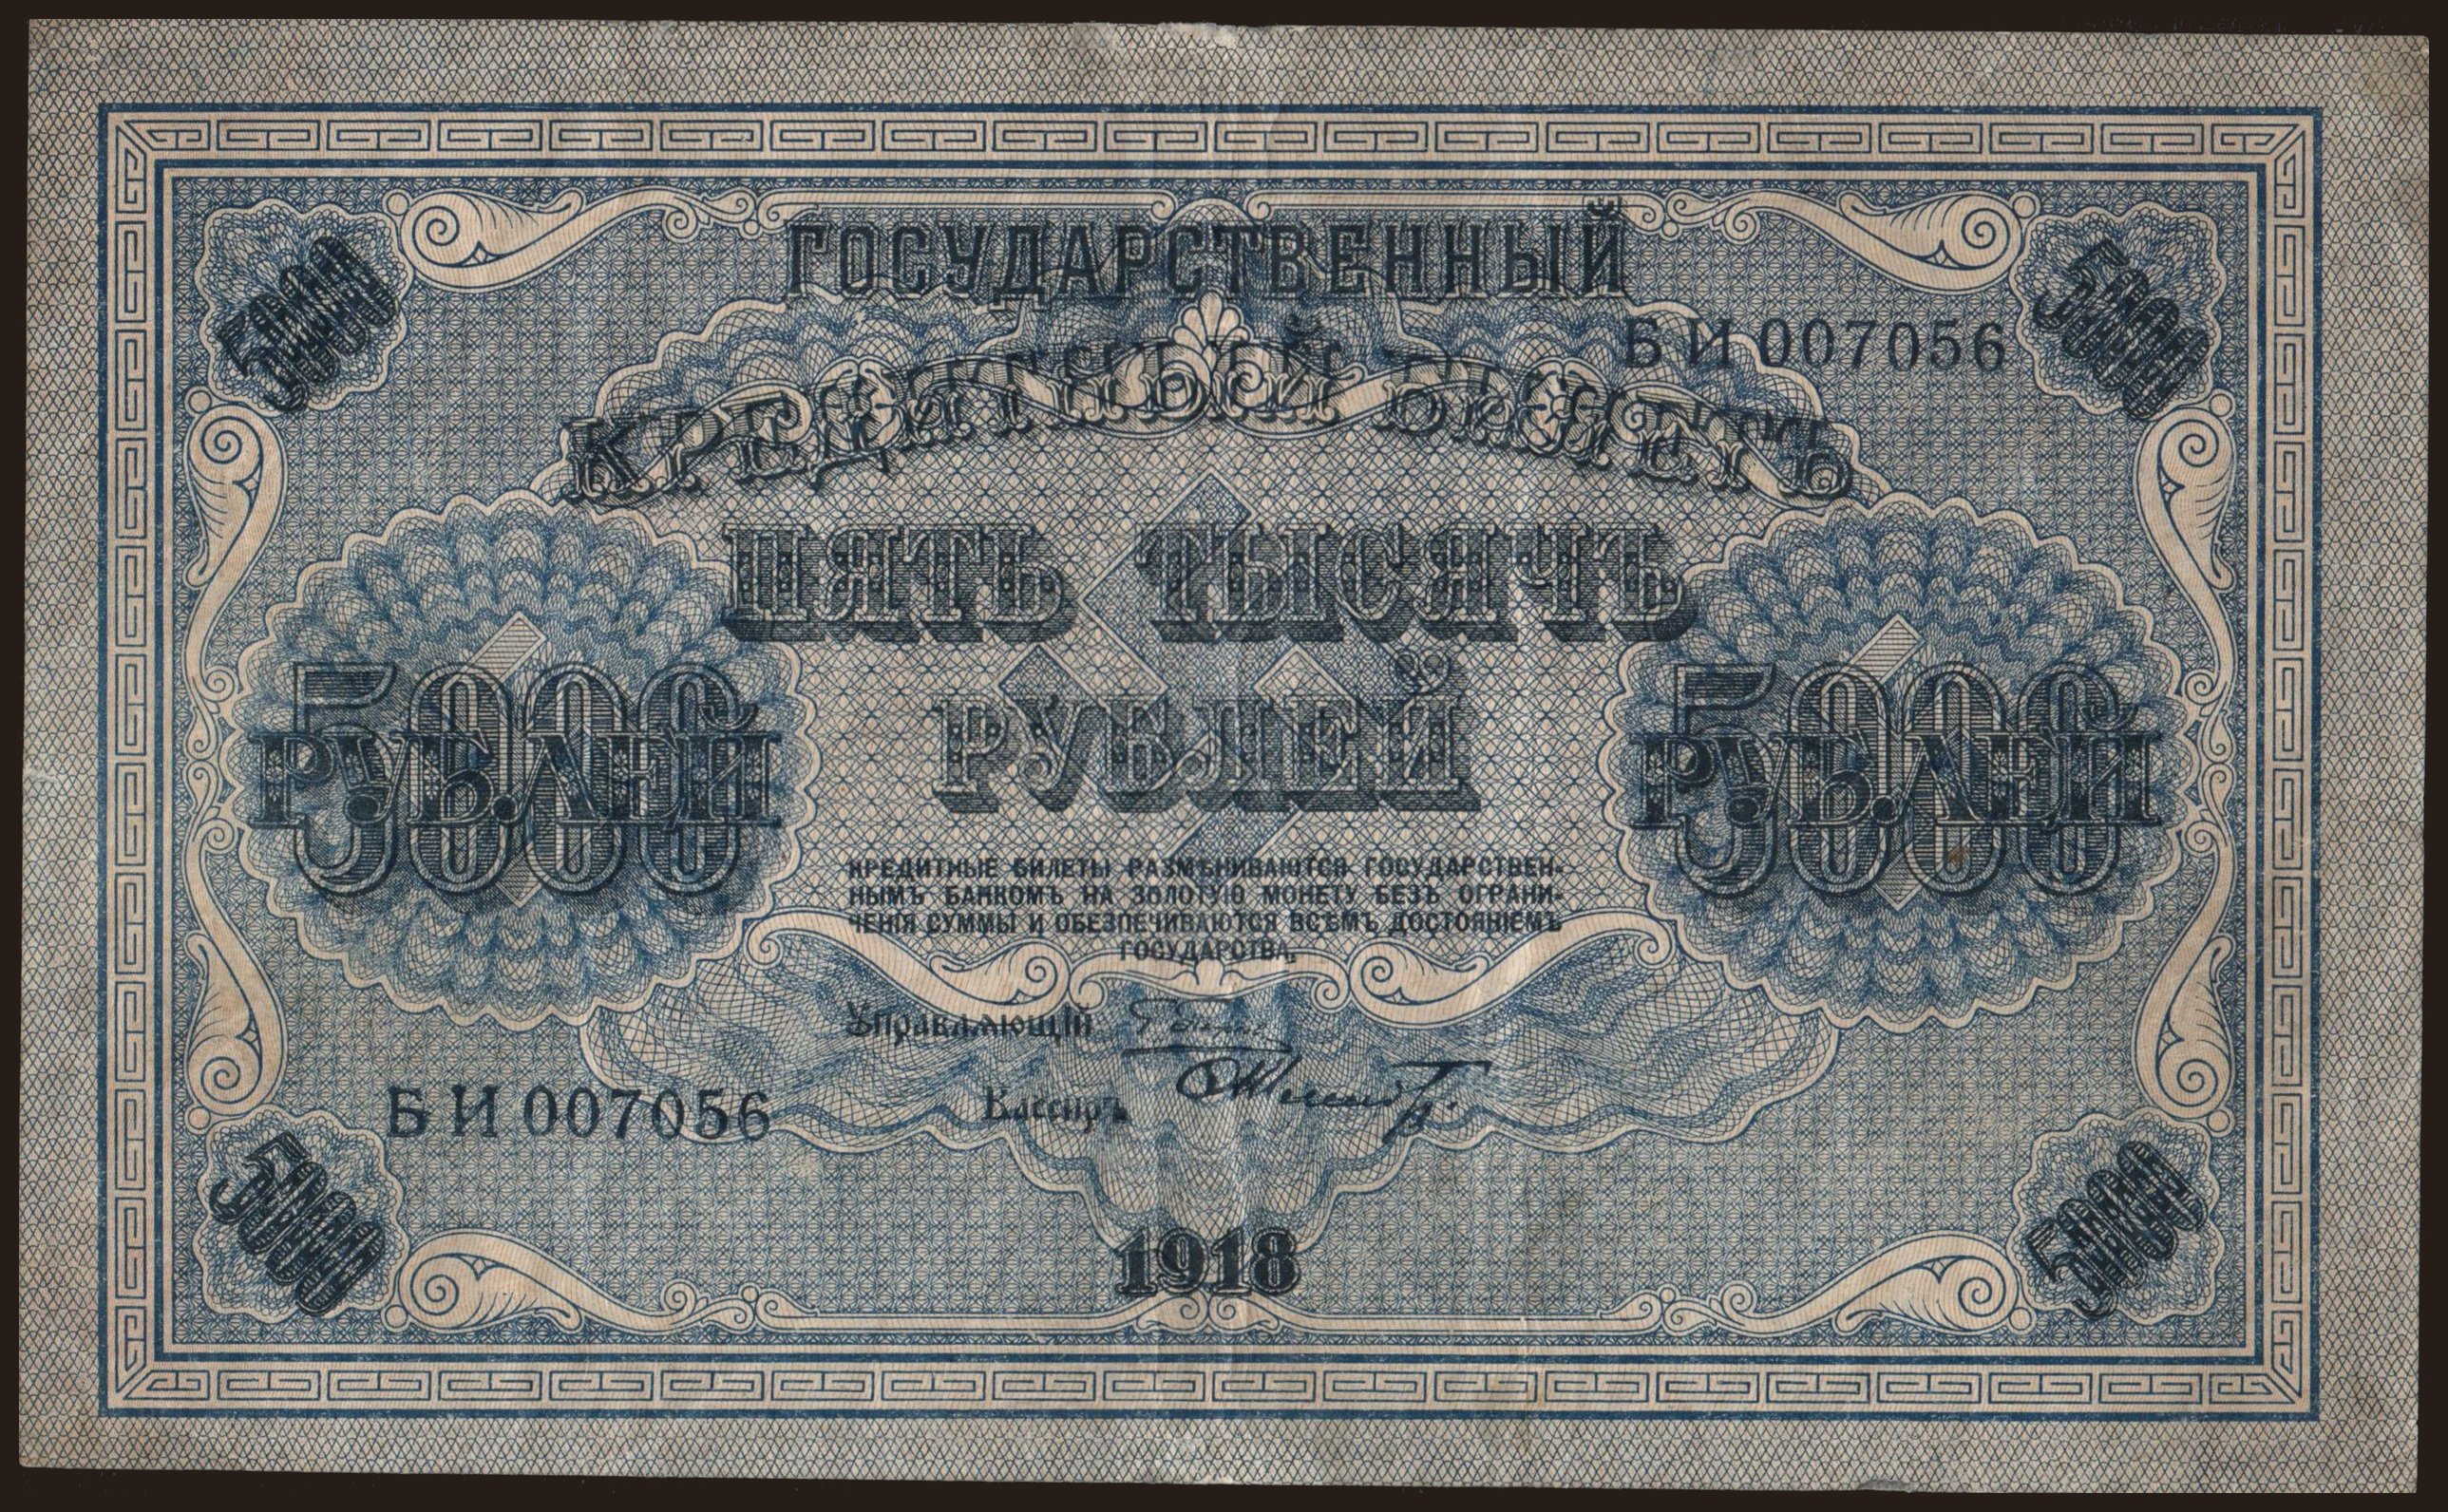 ГОСУДАРСТВЕННЫЙ
5000
5000
БИ 007056
КРЕДИТНЫЙ БИЛЕТЪ
ПЯТЬ ТЫСЯЧЪ
РУБЛЕЙ
5000
РУБЛЕЙ
5000
РУБЛЕЙ
КРЕДИТНЫЕ БИЛЕТЫ РАЗМѢНИВАЮТСЯ ГОСУДАРСТВЕН-
НЫМЪ БАНКОМЪ НА ЗОЛОТУЮ МОНЕТУ БЕЗЪ ОГРАНИ-
ЧЕНІЯ СУММЫ И ОБЕЗПЕЧИВАЮТСЯ ВСѢМЪ ДОСТОЯНІЕМЪ
ГОСУДАРСТВА.
Управляющій
Кассиръ
БИ 007056
5000
5000
1918